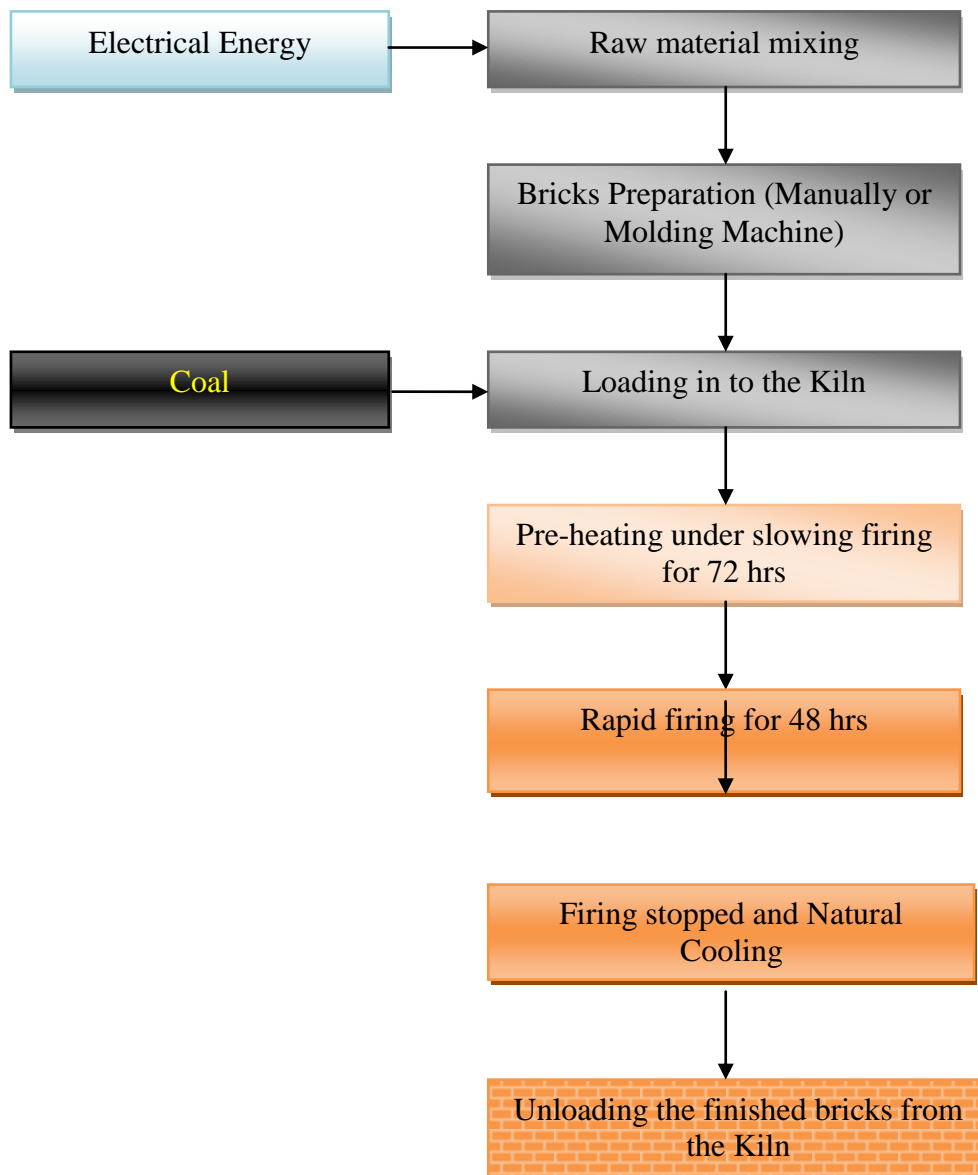 Electrical Energy
Raw material mixing
Bricks Preparation (Manually or
Molding Machine)
Coal
Loading in to the Kiln
Pre-heating under slowing firing
for 72 hrs
Rapid firing for 48 hrs
Firing stopped and Natural
Cooling
Unloading the finished bricks from
the Kiln